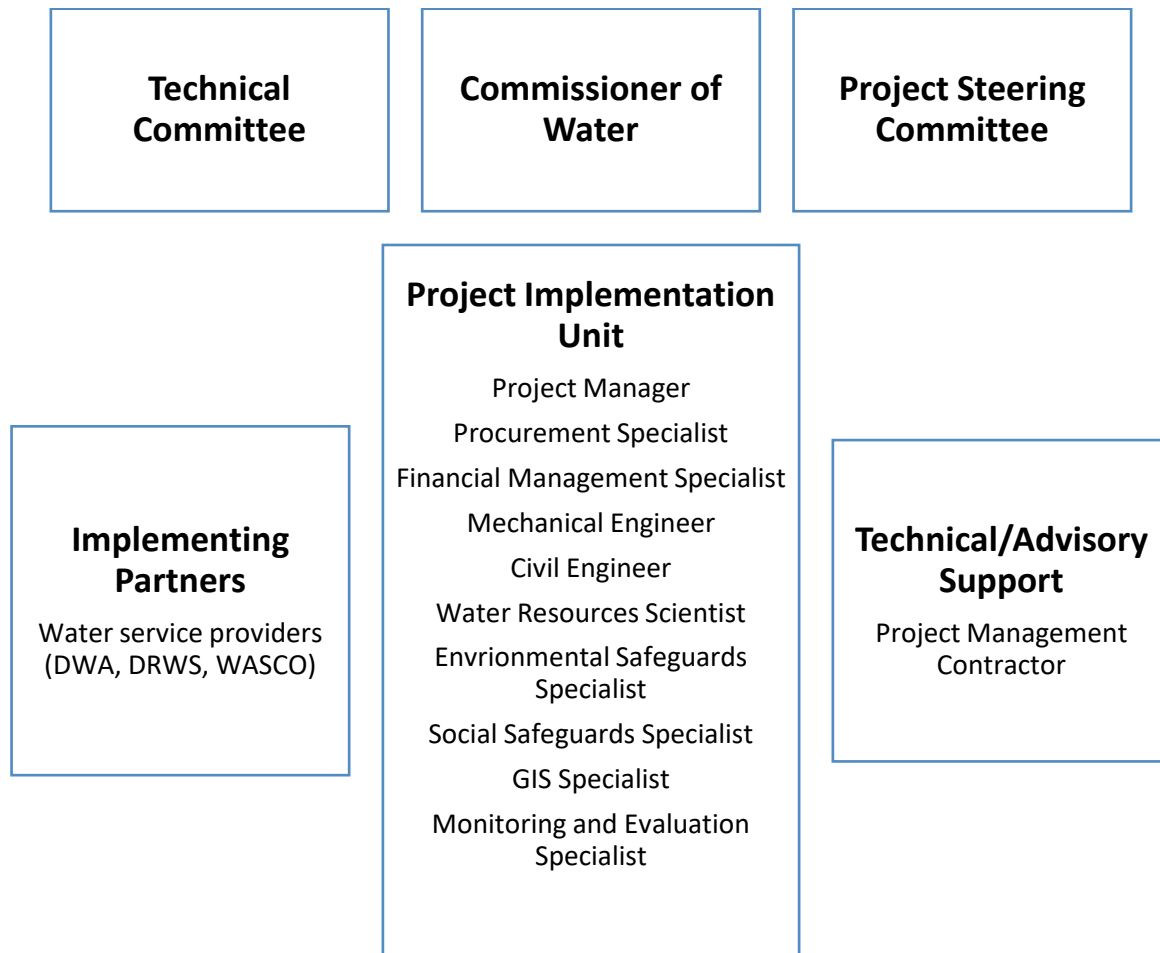 Technical
Committee
Commissioner of
Water
Project Steering
Committee
Project Implementation
Unit
Project Manager
Procurement Specialist
Financial Management Specialist
Mechanical Engineer
Civil Engineer
Water Resources Scientist
Envrionmental Safeguards
Specialist
Social Safeguards Specialist
GIS Specialist
Monitoring and Evaluation
Specialist
Implementing
Partners
Water service providers
(DWA, DRWS, WASCO)
Technical/Advisory
Support
Project Management
Contractor